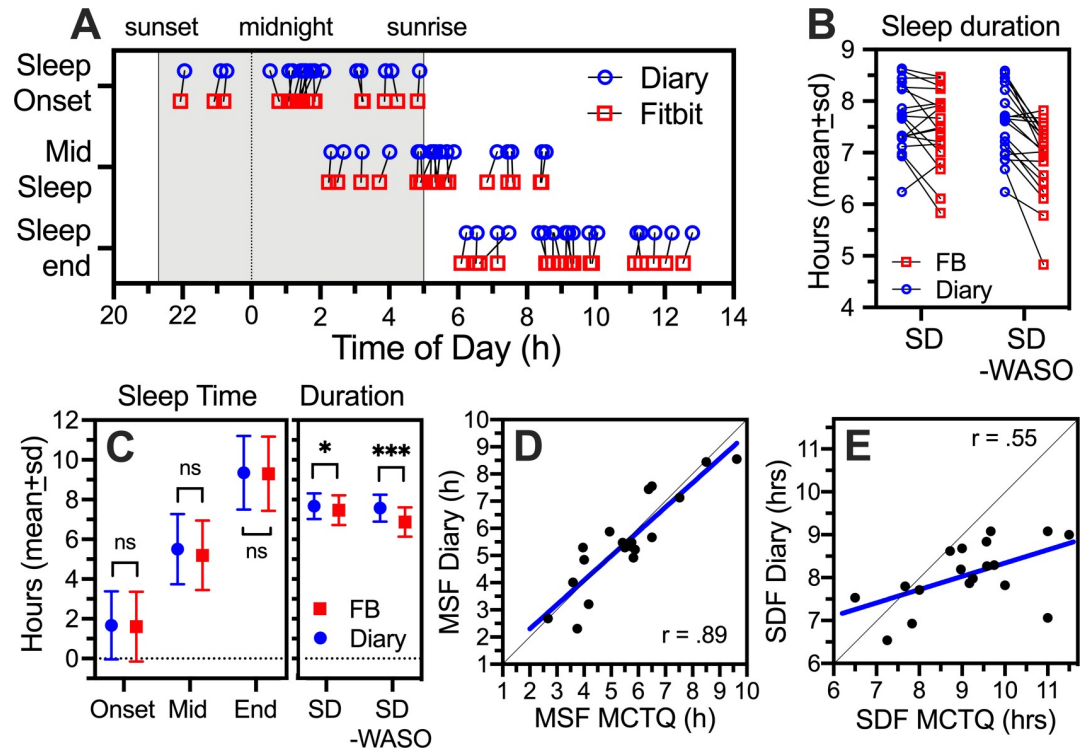 A
sunset midnight sunrise
Sleep
Onset
Mid
Sleep
Sleep
end
Diary
Fitbit
20 22 0 2 4 6 8 10 12 14
Time of Day (h)
B
Sleep duration
Hours (mean±sd)
9
8
7
6
5
4
FB
Diary
SD SD
-WASO
C
Sleep Time Duration
Hours (mean±sd)
12
10
8
6
4
2
0
ns
ns
ns
*
***
FB
Diary
Onset Mid End SD SD
-WASO
D
MSF Diary (h)
10
9
8
7
6
5
4
3
2
1
r = .89
1 2 3 4 5 6 7 8 9 10
MSF MCTQ (h)
E
r = .55
SDF Diary (hrs)
11
10
9
8
7
6
6 7 8 9 10 11
SDF MCTQ (hrs)